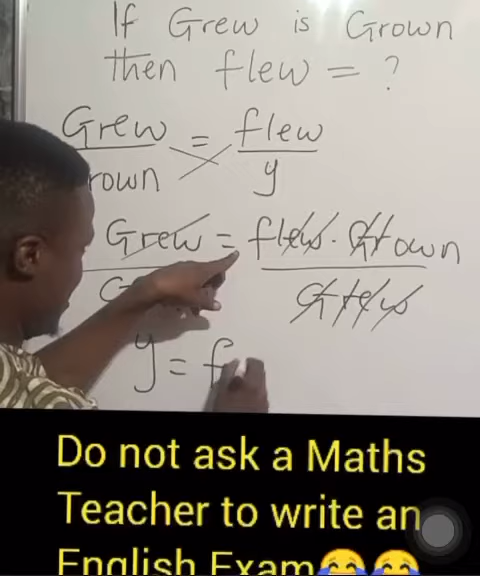 If Grew is Grown
then flew = ?
Grew = flew
rown y
Grew = flew . Grown
G Grew
y = f
Do not ask a Maths
Teacher to write an
English Exam😂😂